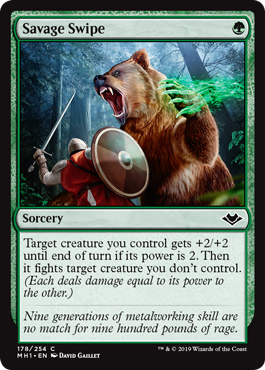 Savage Swipe
Sorcery
Target creature you control gets +2/+2
until end of turn if its power is 2. Then
it fights target creature you don't control.
(Each deals damage equal to its power to
the other.)
Nine generations of metalworking skill are
no match for nine hundred pounds of rage.
178/254 C
MH1 • EN DAVID GAILLET
™ & © 2019 Wizards of the Coast